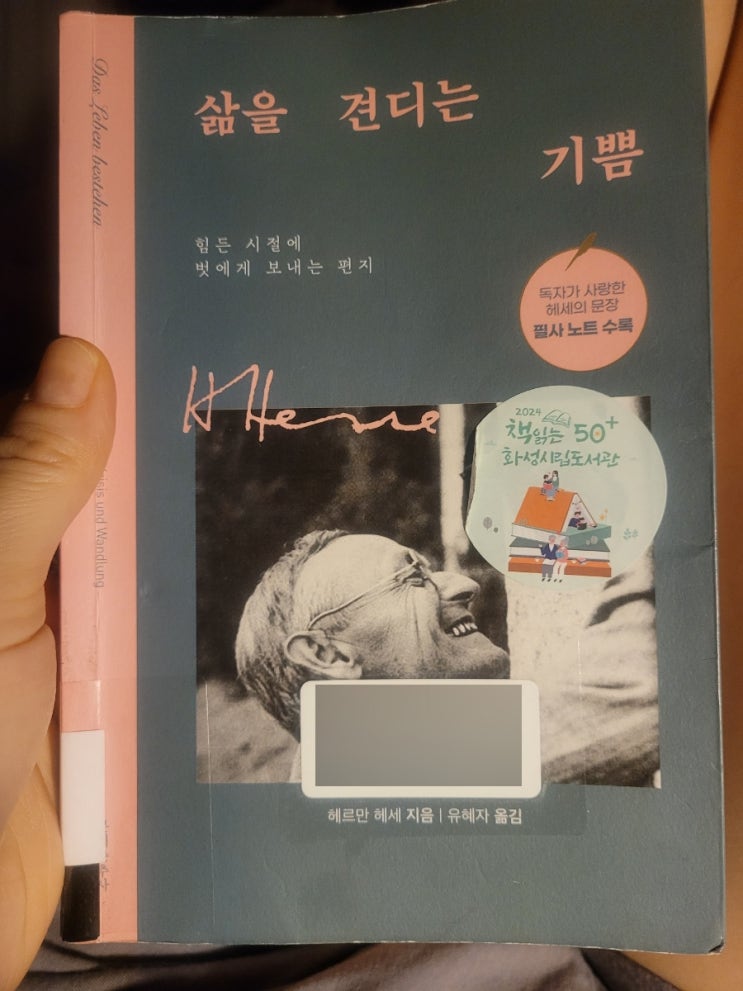 Das Leben bestehen
삶을 견디는
기쁨
힘든 시절에
벗에게 보내는 편지
독자가 사랑한
헤세의 문장
필사 노트 수록
HHesse
2024
책읽는 50+
화성시립도서관
und Wandlung
헤르만 헤세 지음 | 유혜자 옮김